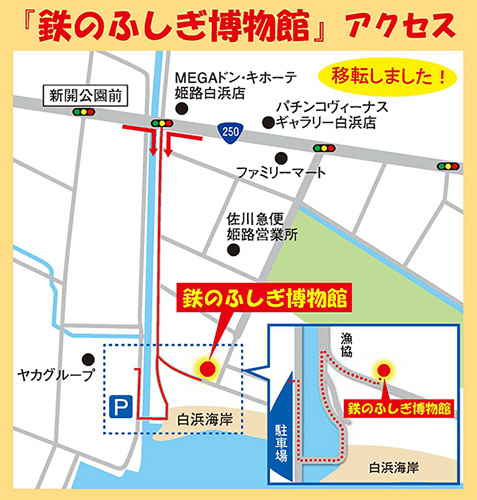 『鉄のふしぎ博物館』アクセス
移転しました！
MEGAドン・キホーテ
姫路白浜店
新開公園前
パチンコヴィーナス
ギャラリー白浜店
250
ファミリーマート
佐川急便
姫路営業所
鉄のふしぎ博物館
ヤカグループ
P
白浜海岸
漁協
鉄のふしぎ博物館
駐車場
白浜海岸